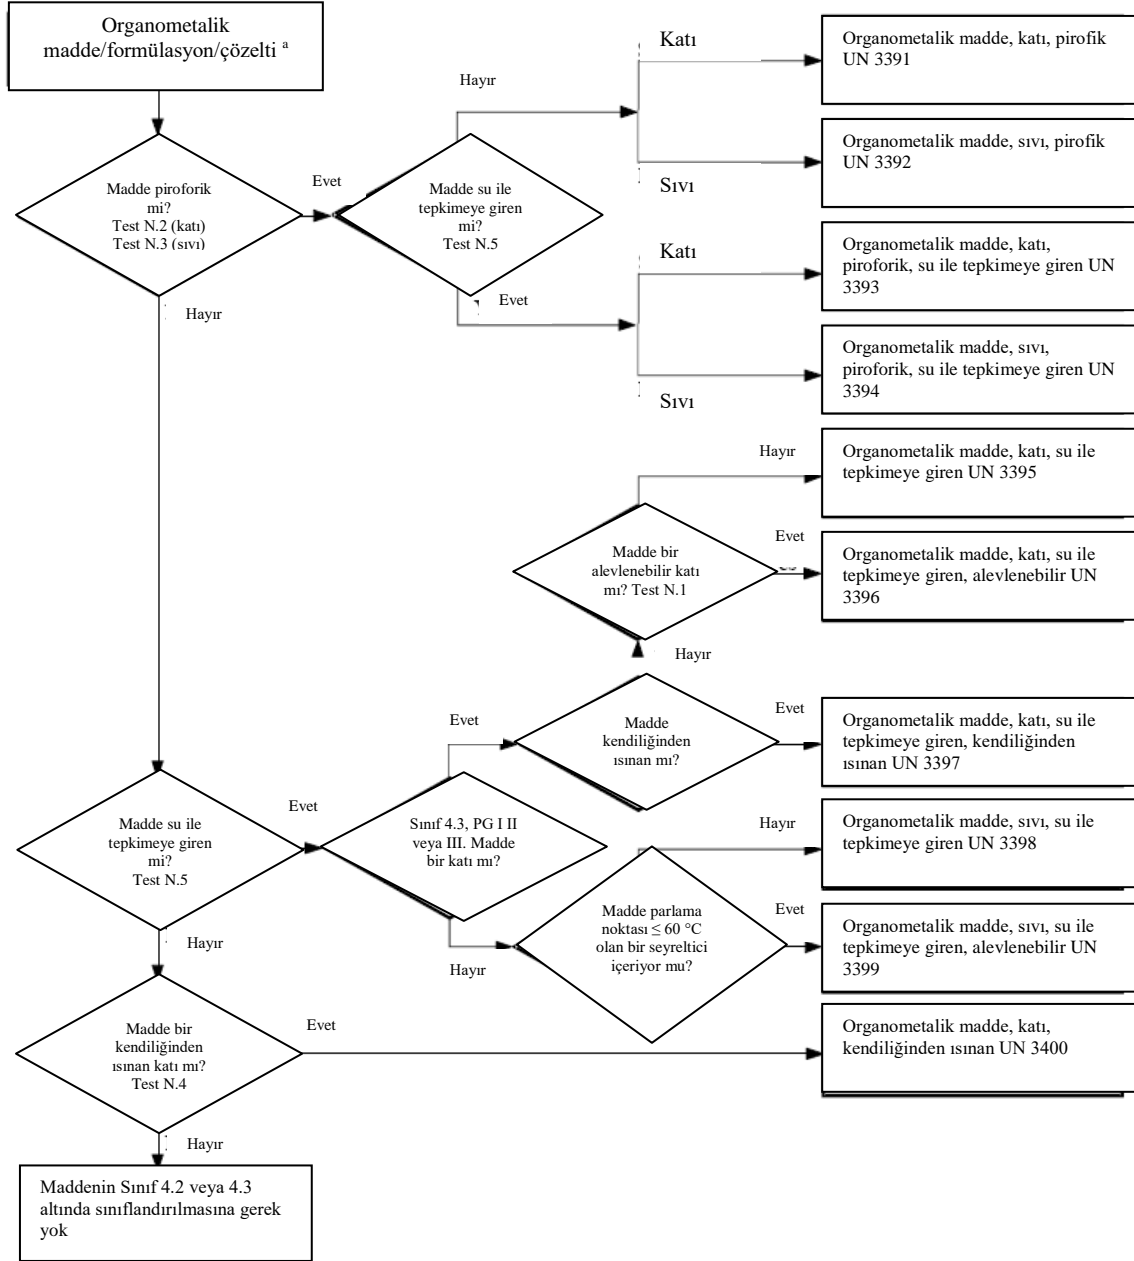 Organometalik
madde/formülasyon/çözelti ᵃ
Katı
Organometalik madde, katı, pirofik
UN 3391
Hayır
Organometalik madde, sıvı, pirofik
UN 3392
Sıvı
Madde piroforik
mi?
Test N.2 (katı)
Test N.3 (sıvı)
Evet
Madde su ile
tepkimeye giren
mi?
Test N.5
Katı
Organometalik madde, katı,
piroforik, su ile tepkimeye giren UN
3393
Evet
Hayır
Organometalik madde, sıvı,
piroforik, su ile tepkimeye giren UN
3394
Sıvı
Hayır
Organometalik madde, katı, su ile
tepkimeye giren UN 3395
Madde bir
alevlenebilir katı
mı? Test N.1
Evet
Organometalik madde, katı, su ile
tepkimeye giren, alevlenebilir UN
3396
Hayır
Evet
Madde
kendiliğinden
ısınan mı?
Evet
Organometalik madde, katı, su ile
tepkimeye giren, kendiliğinden
ısınan UN 3397
Madde su ile
tepkimeye giren
mi?
Test N.5
Evet
Sınıf 4.3, PG I II
veya III. Madde
bir katı mı?
Hayır
Organometalik madde, sıvı, su ile
tepkimeye giren UN 3398
Madde parlama
noktası ≤ 60 °C
olan bir seyreltici
içeriyor mu?
Evet
Organometalik madde, sıvı, su ile
tepkimeye giren, alevlenebilir UN
3399
Hayır
Hayır
Madde bir
kendiliğinden
ısınan katı mı?
Test N.4
Evet
Organometalik madde, katı,
kendiliğinden ısınan UN 3400
Hayır
Maddenin Sınıf 4.2 veya 4.3
altında sınıflandırılmasına gerek
yok